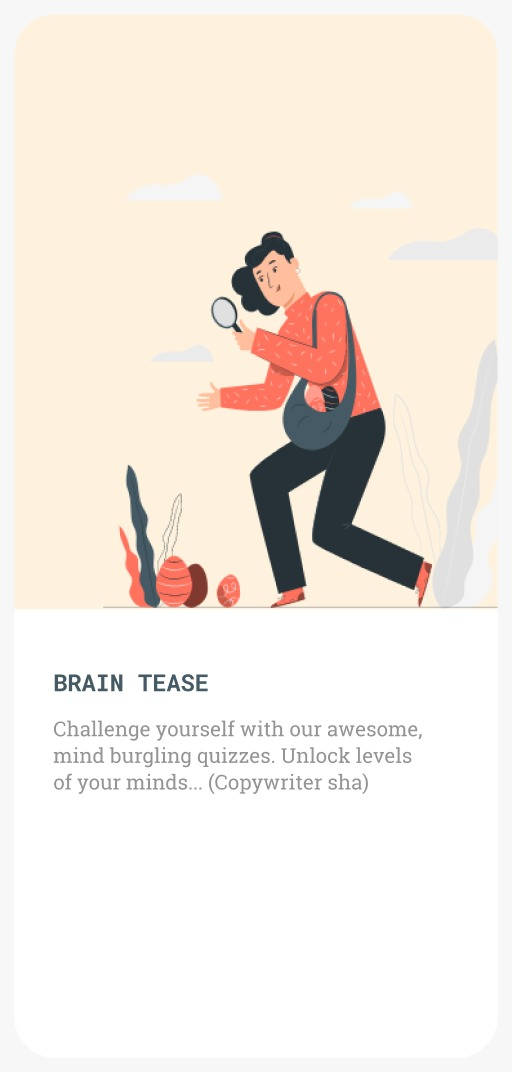 BRAIN TEASE
Challenge yourself with our awesome,
mind burgling quizzes. Unlock levels
of your minds... (Copywriter sha)